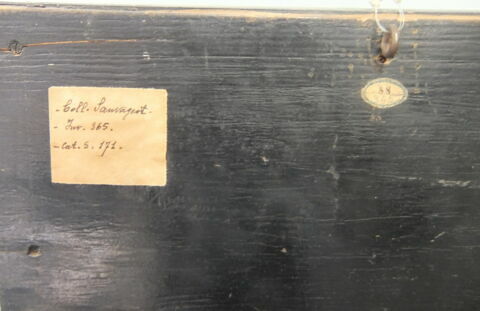 - Coll. Sauvageot.
- Inv. 365.
- Cat. S. 171.
88